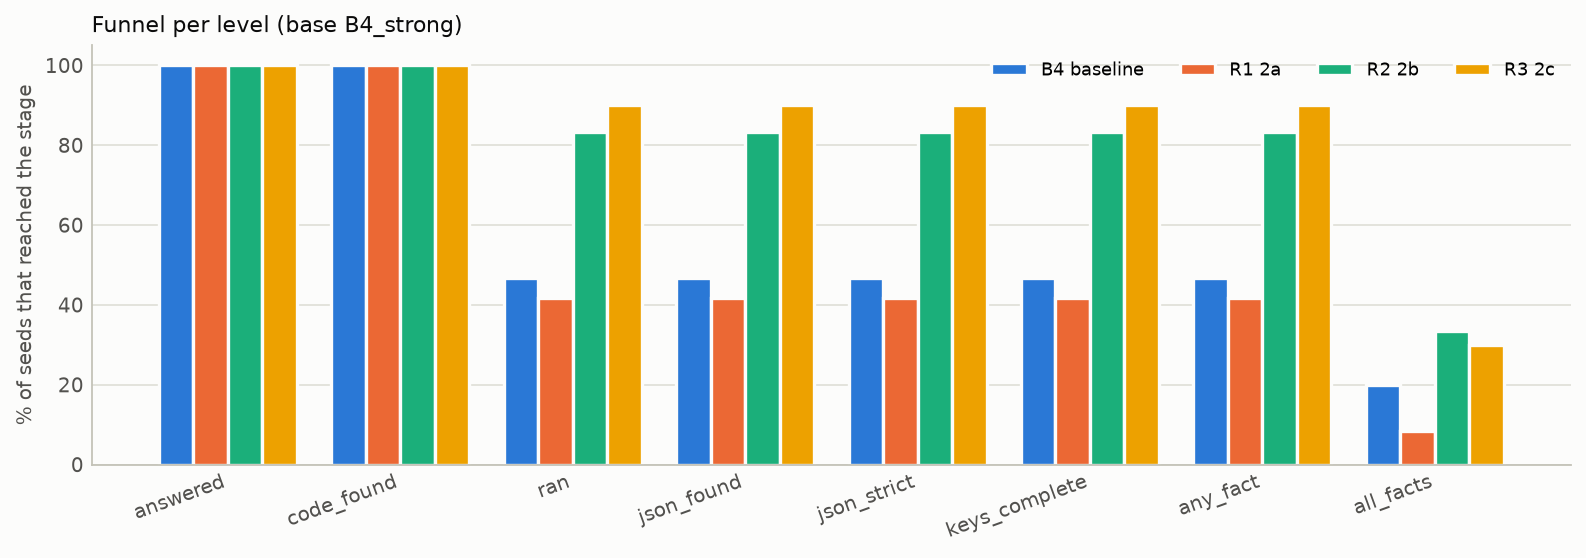 Funnel per level (base B4_strong)
B4 baseline R1 2a R2 2b R3 2c
% of seeds that reached the stage
100
80
60
40
20
0
answered code_found ran json_found json_strict keys_complete any_fact all_facts